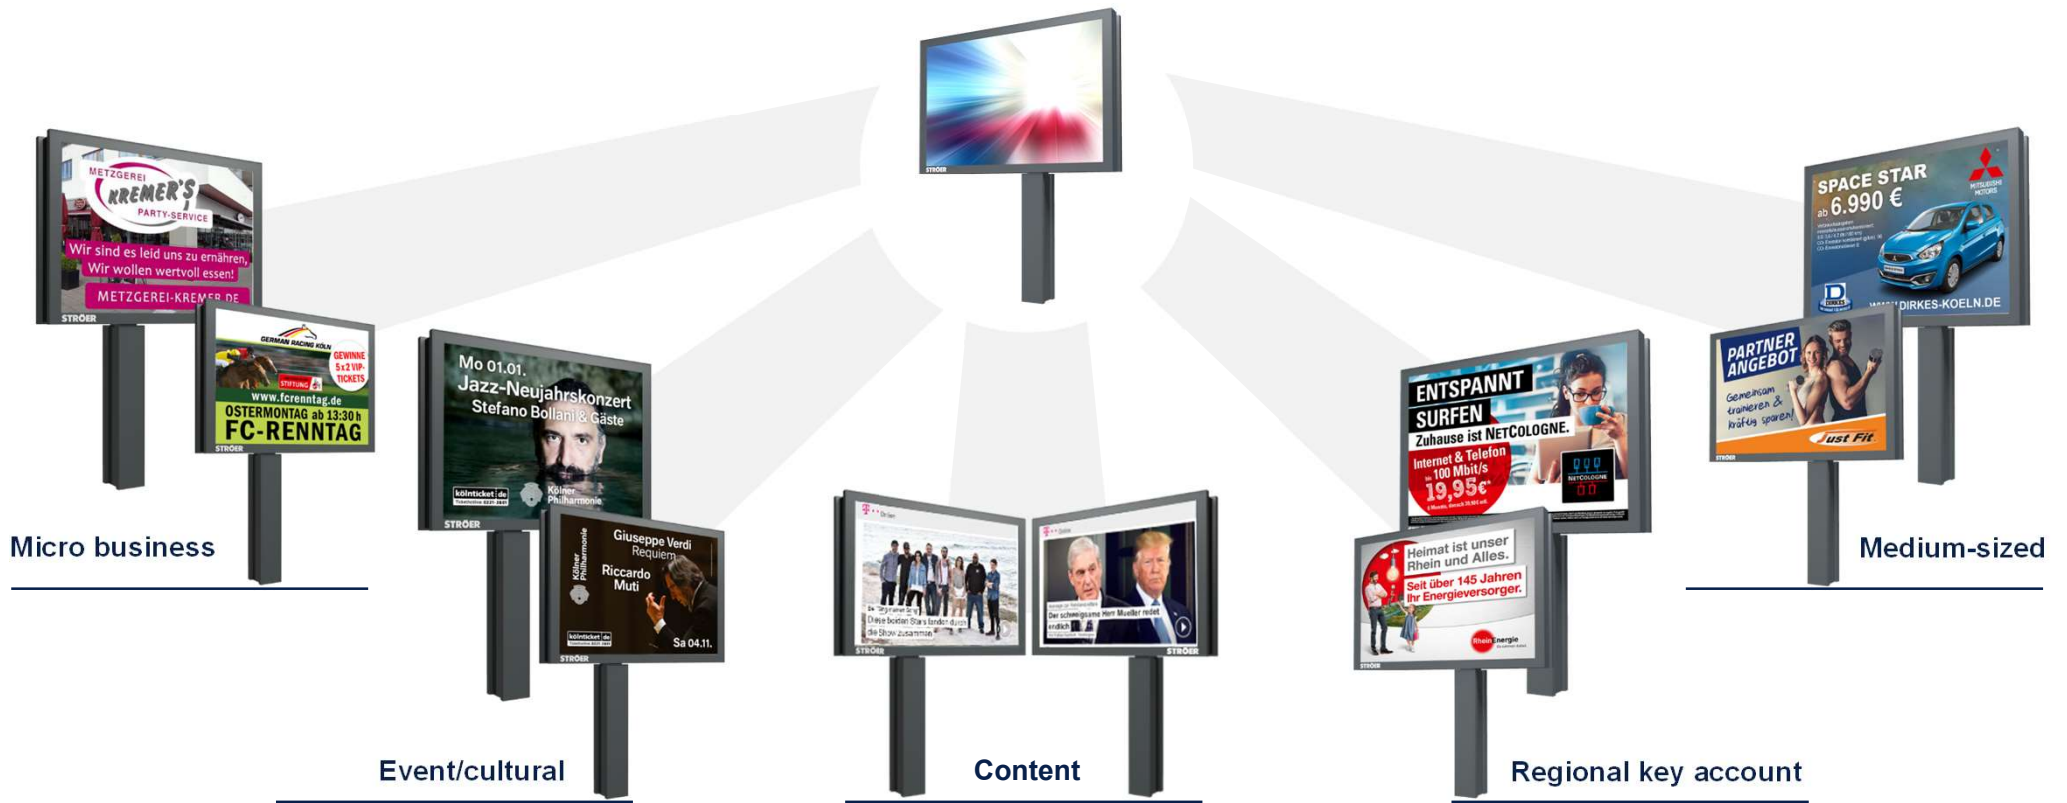 STRÖER
METZGEREI
KREMER'S
PARTY-SERVICE
Wir sind es leid uns zu ernähren,
Wir wollen wertvoll essen!
METZGEREI-KREMER.DE
STRÖER
GERMAN RACING KÖLN
GEWINNE
5x2 VIP-
TICKETS
STIFTUNG
www.fcrenntag.de
OSTERMONTAG ab 13:30 h
FC-RENNTAG
STRÖER
Micro business
Mo 01.01.
Jazz-Neujahrskonzert
Stefano Bollani & Gäste
kölnticket de
Kölner
Philharmonie
STRÖER
Giuseppe Verdi
Requiem
Kölner
Philharmonie
Riccardo
Muti
kölnticket de
Sa 04.11.
STRÖER
Event/cultural
Diese beiden Stars landen durch
die Show zusammen
STRÖER
Der schweigsame Herr Mueller redet
endlich
STRÖER
Content
ENTSPANNT
SURFEN
Zuhause ist NETCOLOGNE.
Internet & Telefon
100 Mbit/s
19,95€*
NETCOLOGNE
Heimat ist unser
Rhein und Alles.
Seit über 145 Jahren
Ihr Energieversorger.
RheinEnergie
STRÖER
Regional key account
SPACE STAR
ab 6.990 €
MITSUBISHI
MOTORS
DIRKES
WWW.DIRKES-KOELN.DE
PARTNER
ANGEBOT
Gemeinsam
trainieren &
kräftig sparen!
Just Fit
STRÖER
Medium-sized